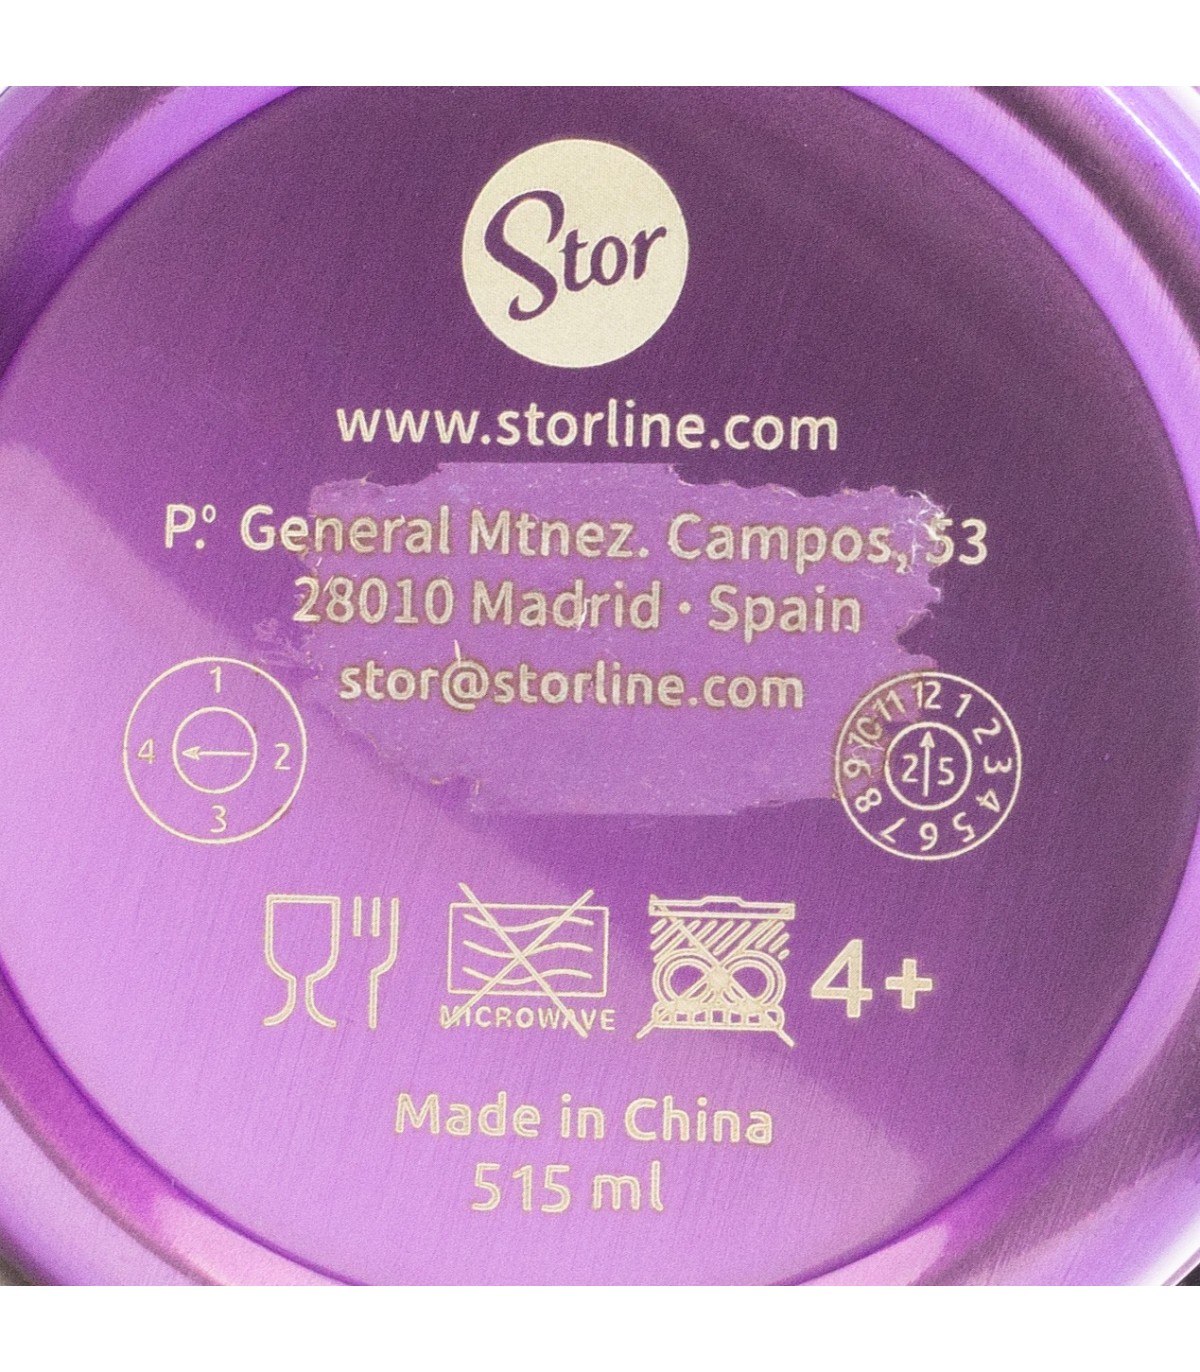 Stor
www.storline.com
P.º General Mtnez. Campos, 53
28010 Madrid · Spain
stor@storline.com
1
4 2
3
12 1 2 3 4 5 6 7 8 9 10 11
2 5
MICROWAVE
4+
Made in China
515 ml